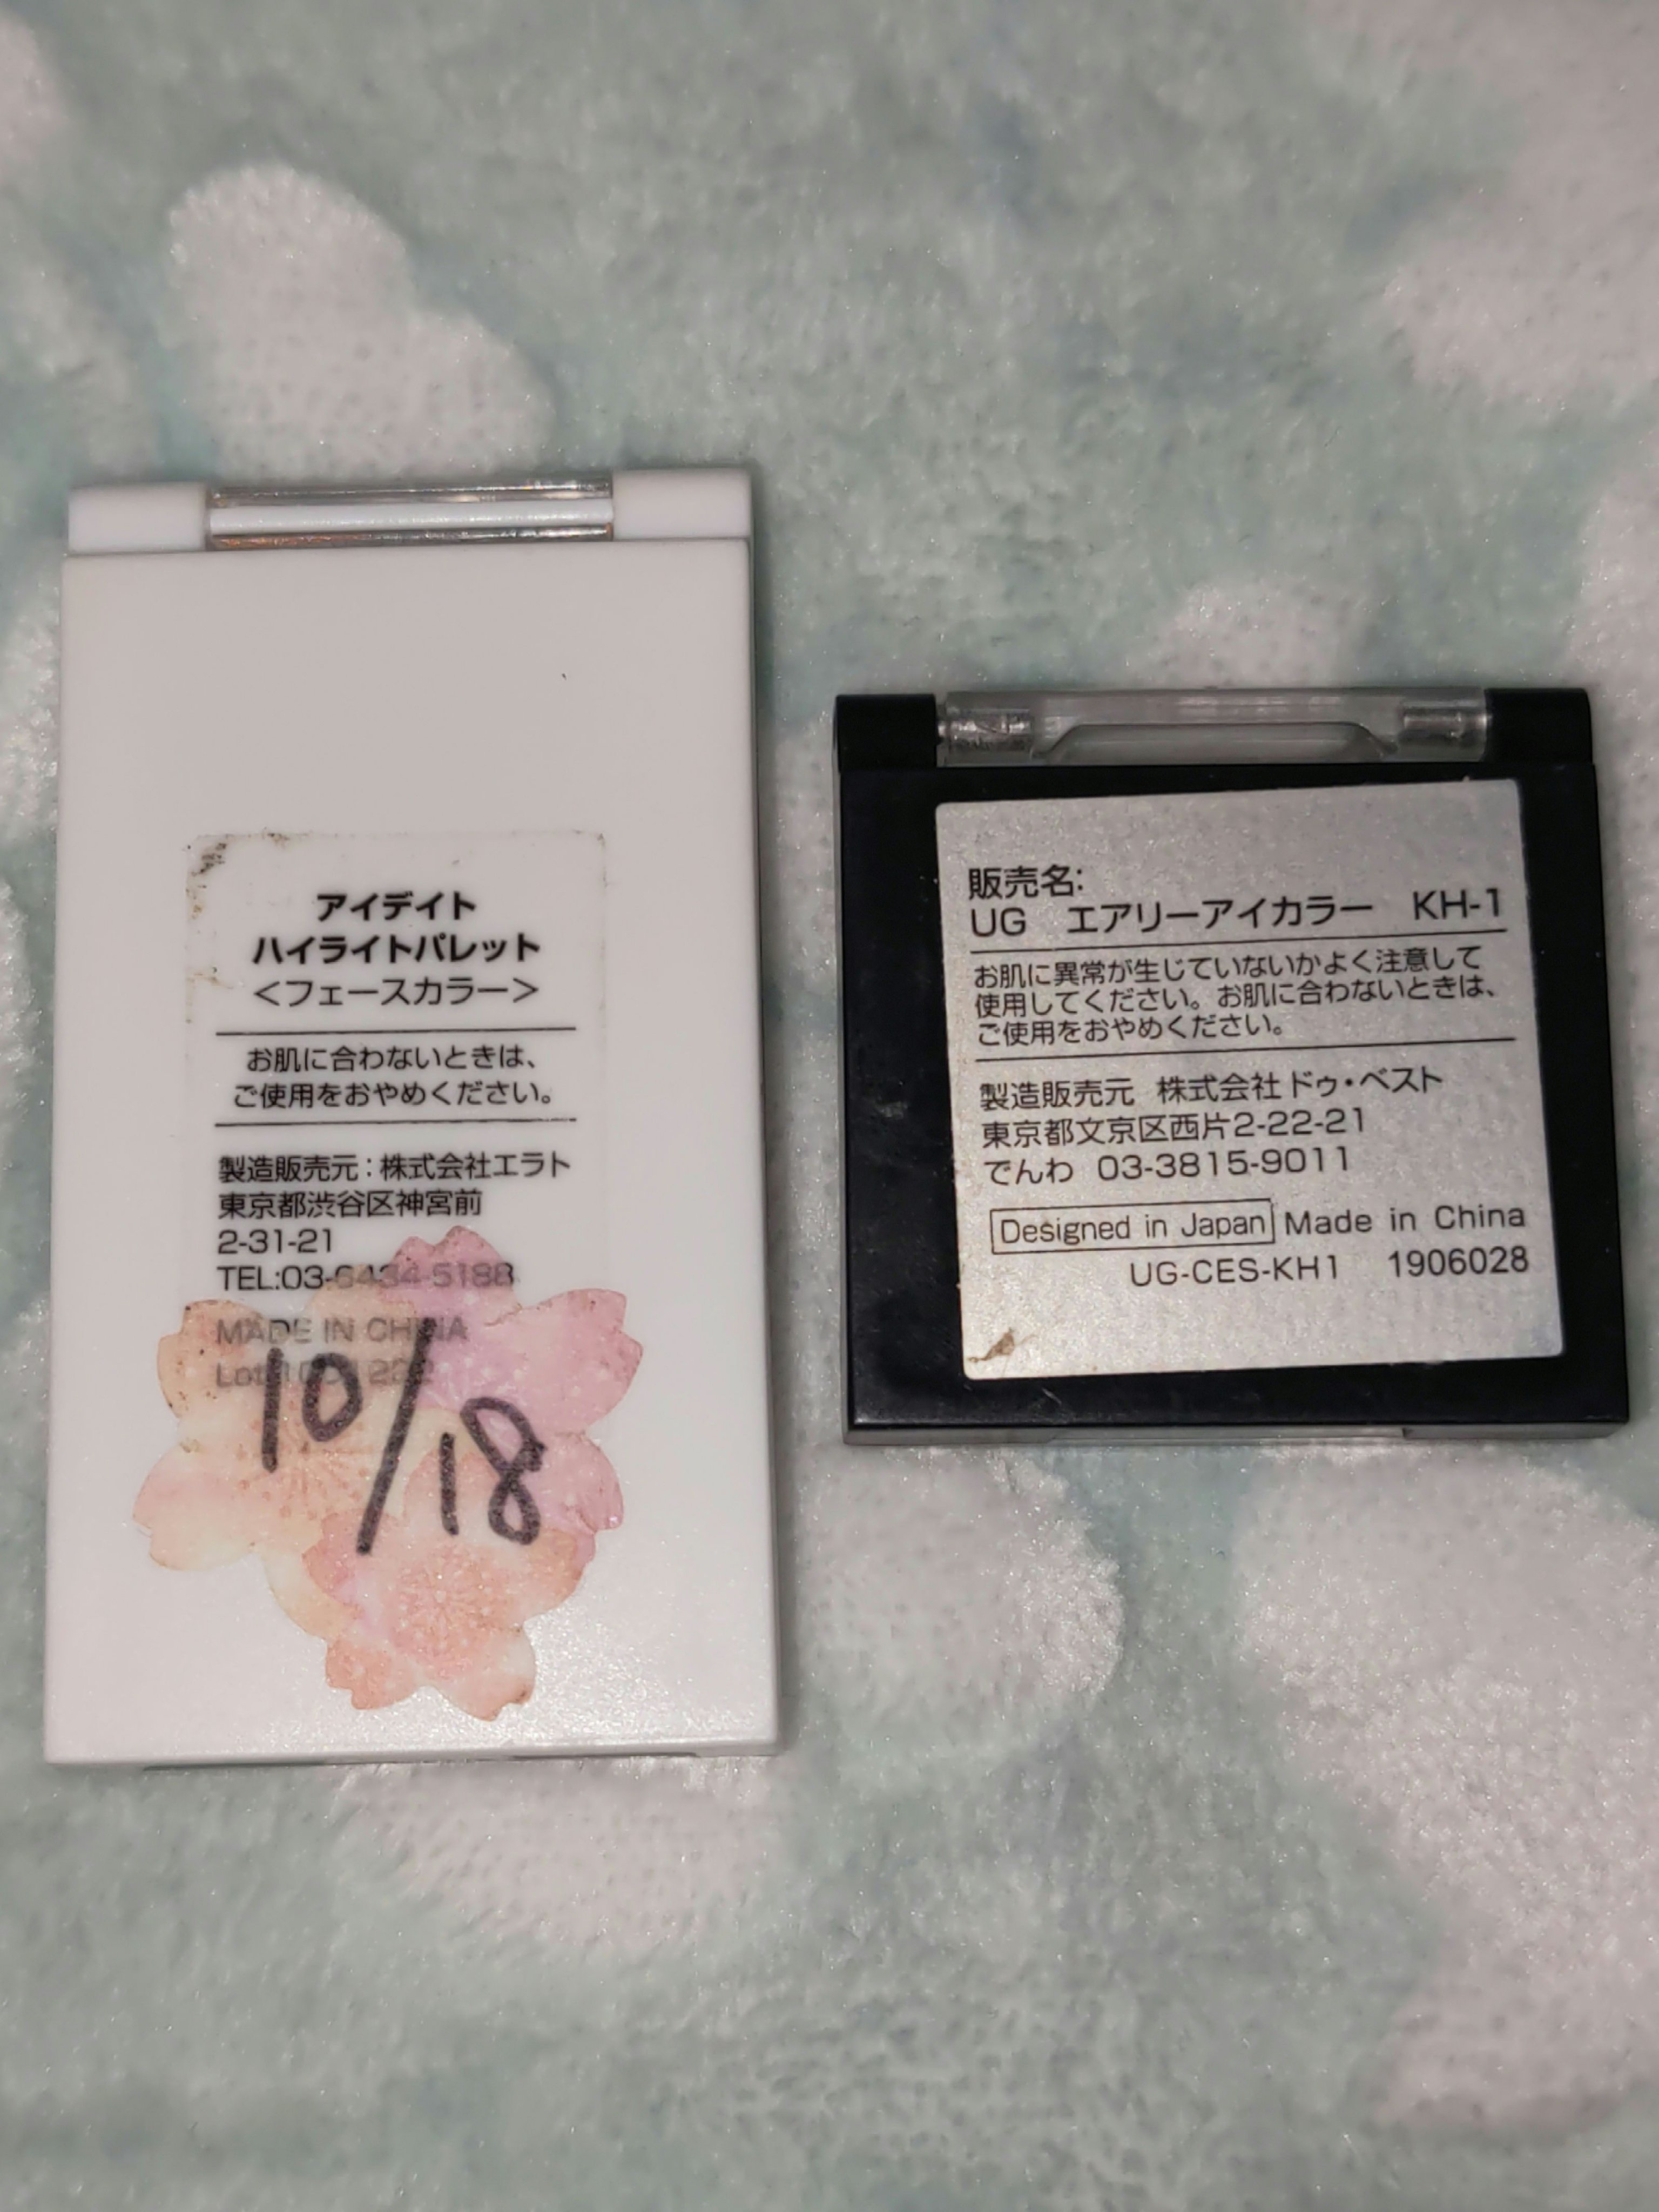 アイデイト
ハイライトパレット
<フェースカラー>
お肌に合わないときは、
ご使用をおやめください。
製造販売元:株式会社エラト
東京都渋谷区神宮前
2-31-21
TEL:03-6434-5188
MADE IN CHINA
10/18
販売名:
UG エアリーアイカラー KH-1
お肌に異常が生じていないかよく注意して
使用してください。お肌に合わないときは、
ご使用をおやめください。
製造販売元 株式会社ドゥ・ベスト
東京都文京区西片2-22-21
でんわ 03-3815-9011
Designed in Japan Made in China
UG-CES-KH1 1906028